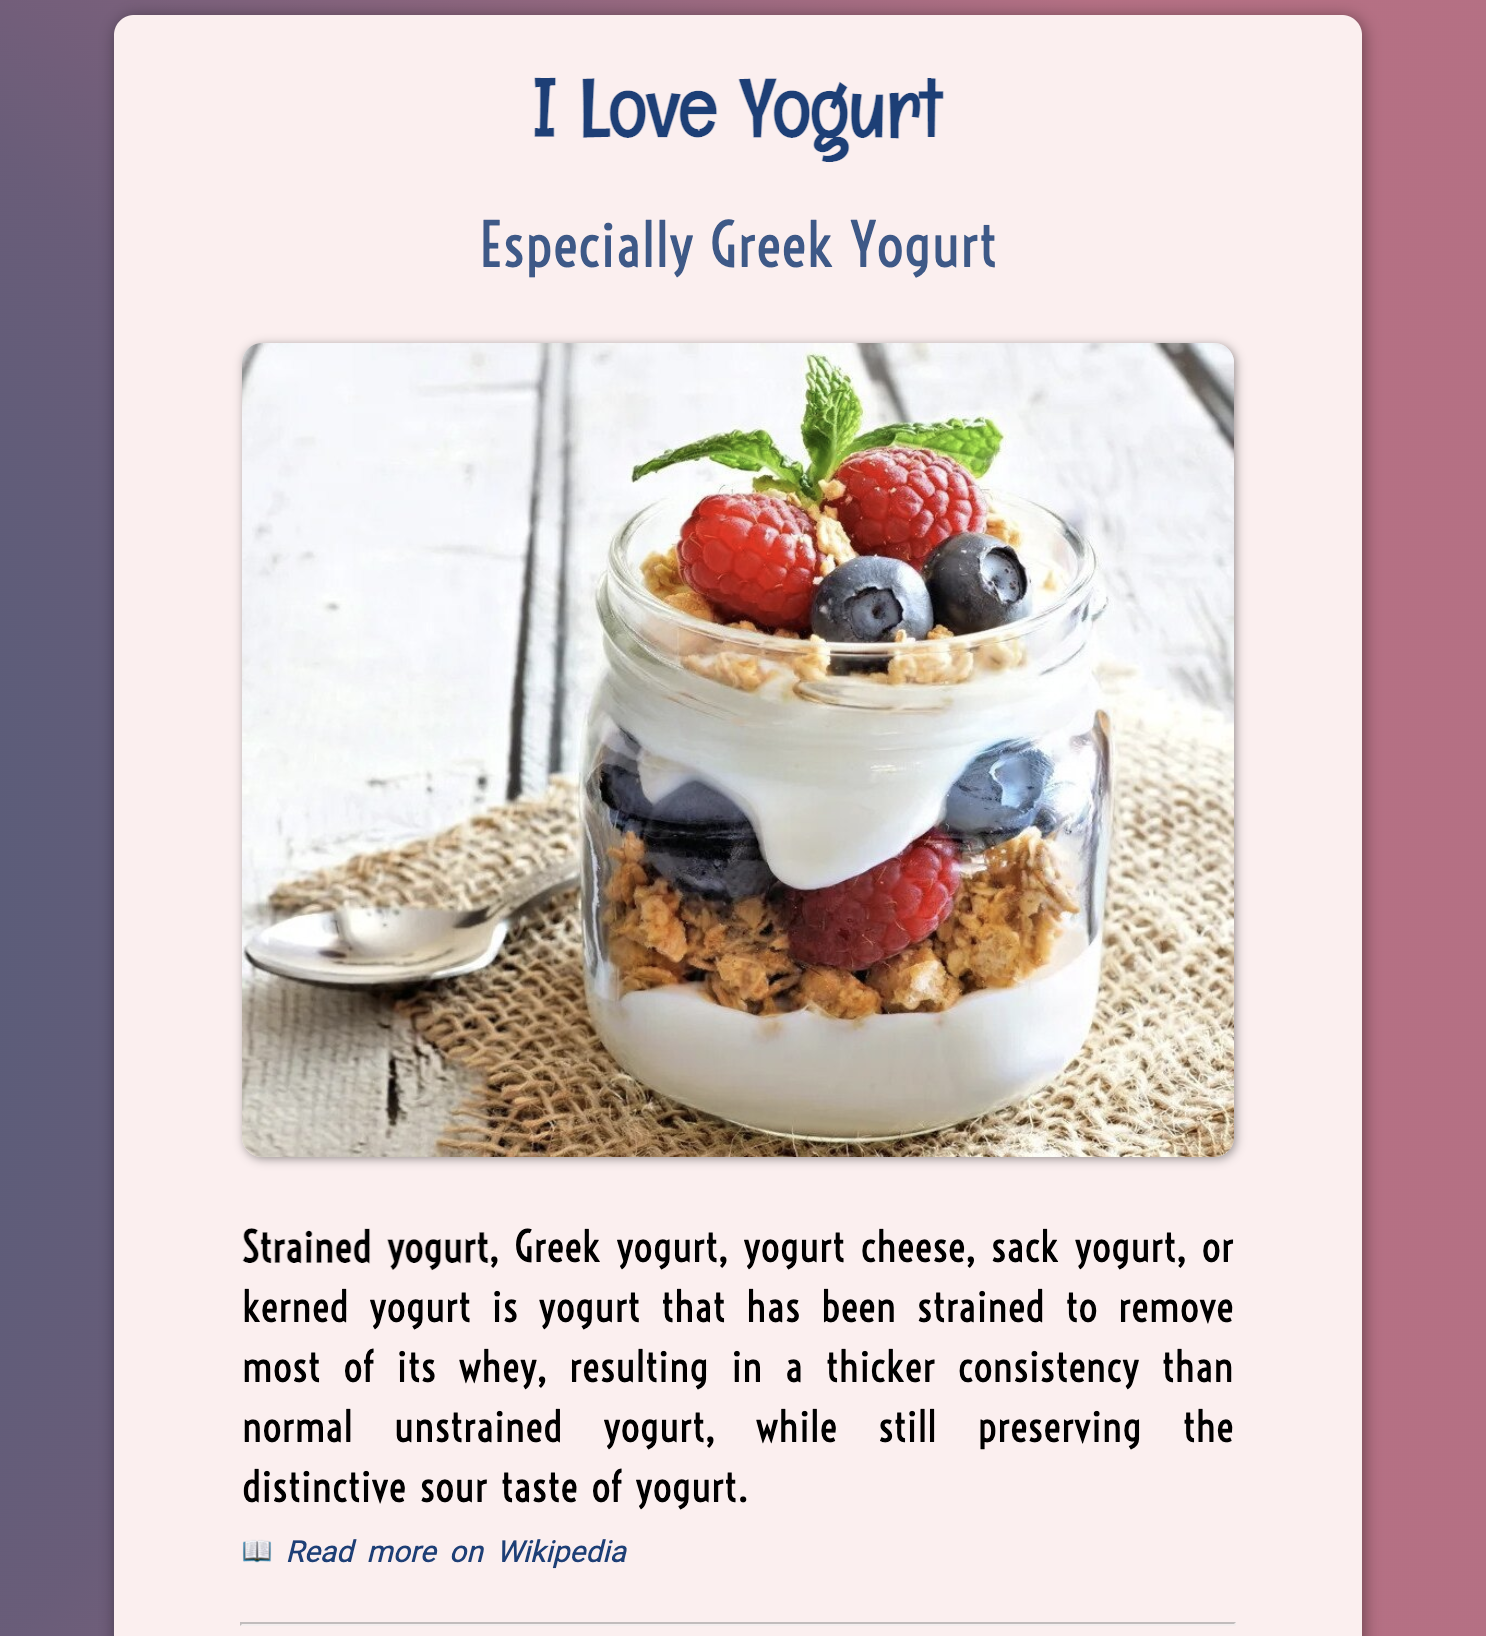 I Love Yogurt
Especially Greek Yogurt
Strained yogurt, Greek yogurt, yogurt cheese, sack yogurt, or
kerned yogurt is yogurt that has been strained to remove
most of its whey, resulting in a thicker consistency than
normal unstrained yogurt, while still preserving the
distinctive sour taste of yogurt.
📖 Read more on Wikipedia